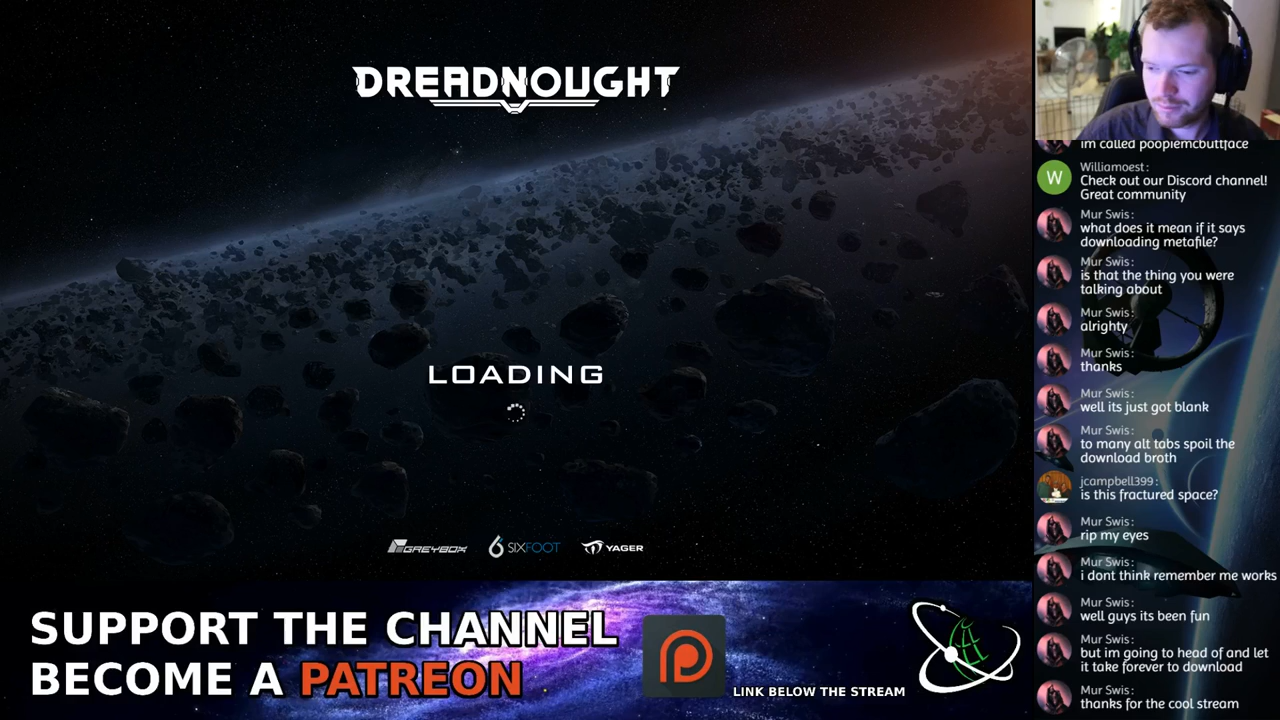 DREADNOUGHT
LOADING
GREYBOX
6 SIXFOOT
YAGER
SUPPORT THE CHANNEL
BECOME A PATREON
LINK BELOW THE STREAM
im called poopiemcbuttface
W
Williamoest:
Check out our Discord channel!
Great community
Mur Swis:
what does it mean if it says
downloading metafile?
Mur Swis:
is that the thing you were
talking about
Mur Swis:
alrighty
Mur Swis:
thanks
Mur Swis:
well its just got blank
Mur Swis:
to many alt tabs spoil the
download broth
jcampbell399:
is this fractured space?
Mur Swis:
rip my eyes
Mur Swis:
i dont think remember me works
Mur Swis:
well guys its been fun
Mur Swis:
but im going to head of and let
it take forever to download
Mur Swis:
thanks for the cool stream